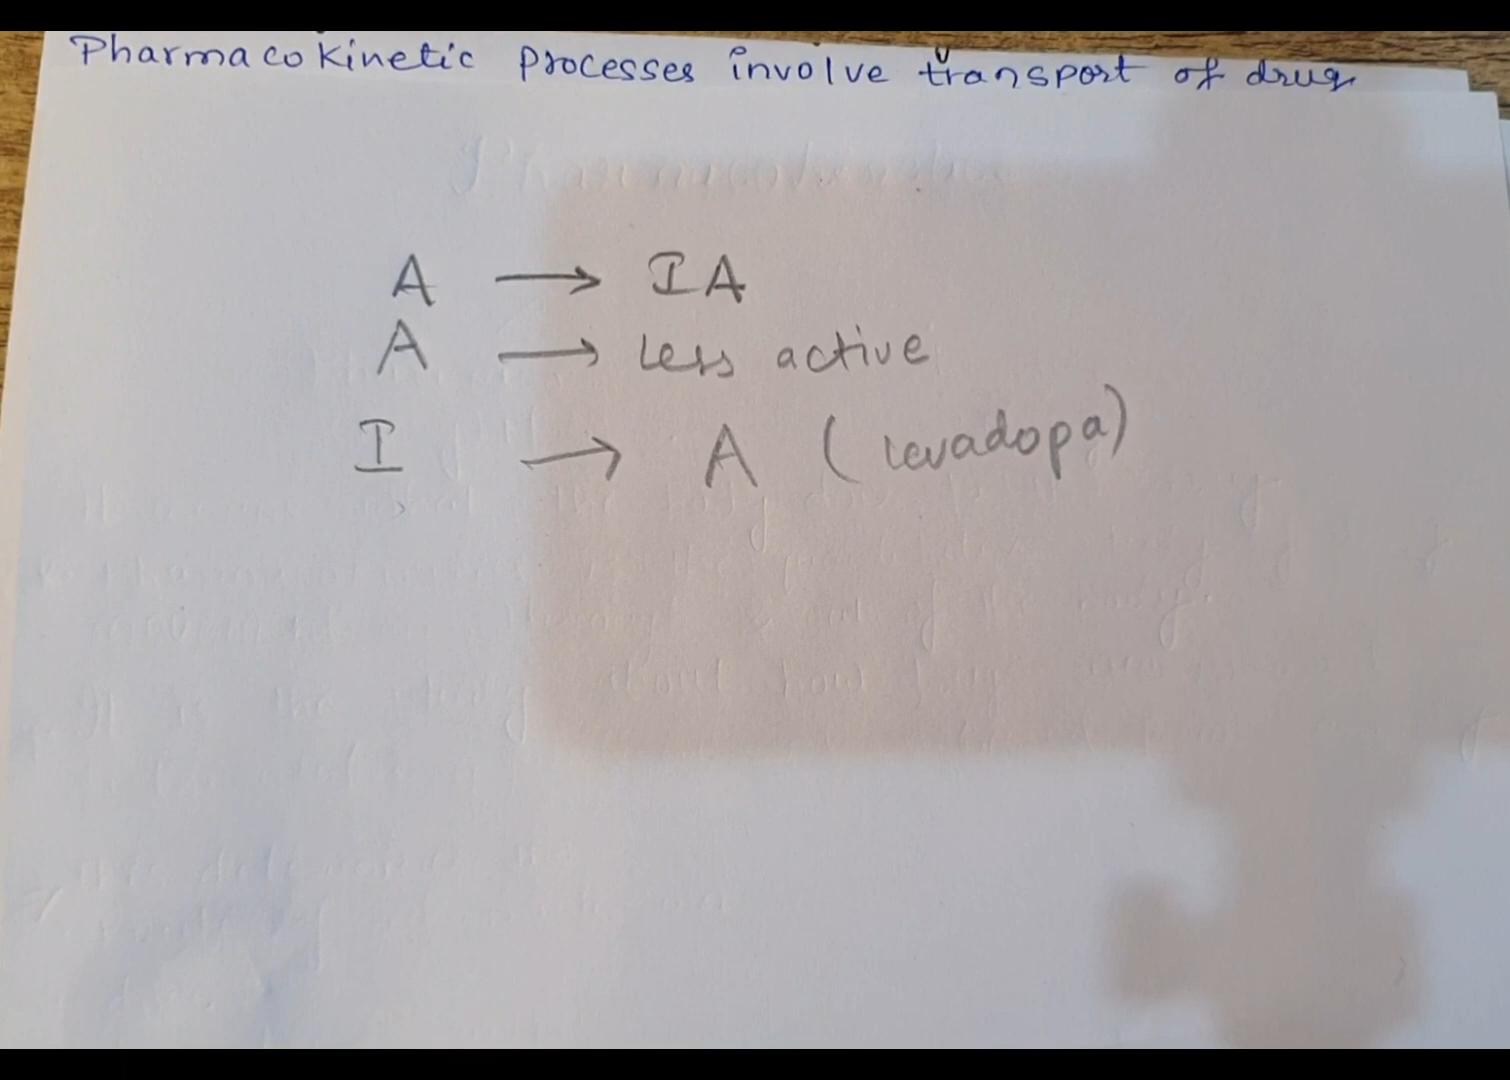 Pharmacokinetic processes involve transport of drug
A → IA
A → Less active
I → A (levadopa)